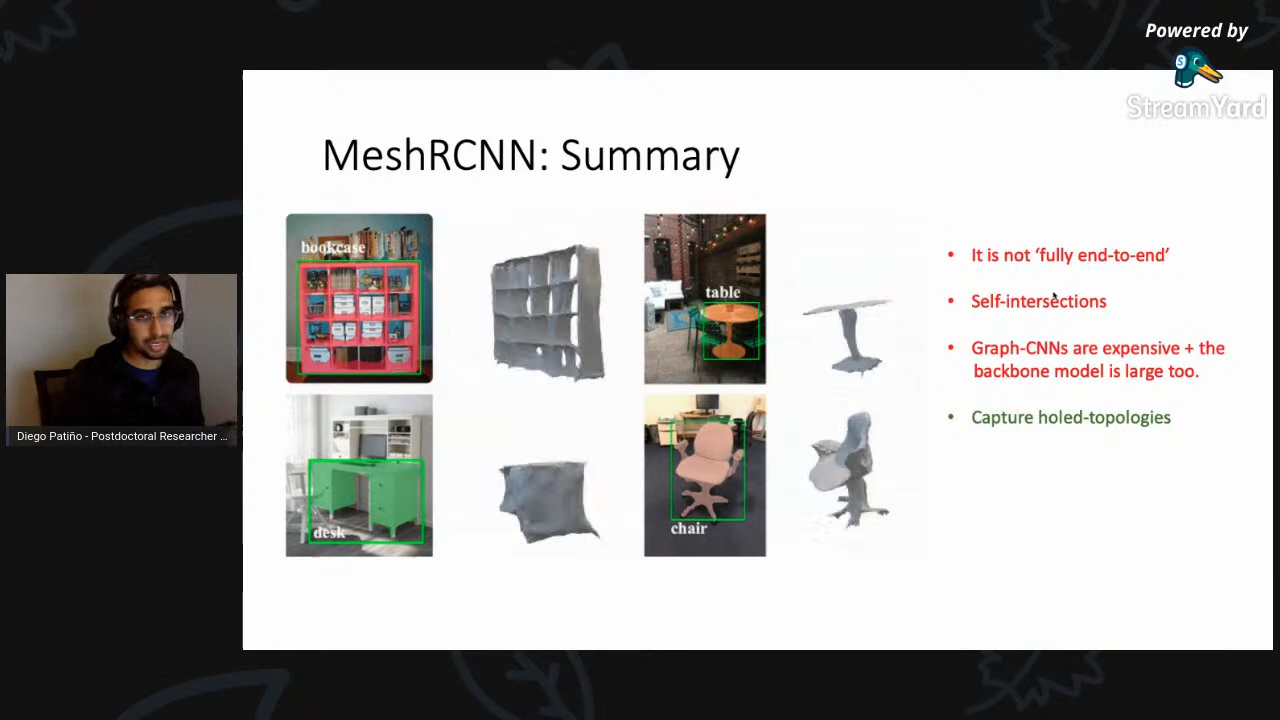 Powered by
StreamYard
MeshRCNN: Summary
bookcase
table
desk
chair
• It is not ‘fully end-to-end’
• Self-intersections
• Graph-CNNs are expensive + the
backbone model is large too.
• Capture holed-topologies
Diego Patiño - Postdoctoral Researcher ...